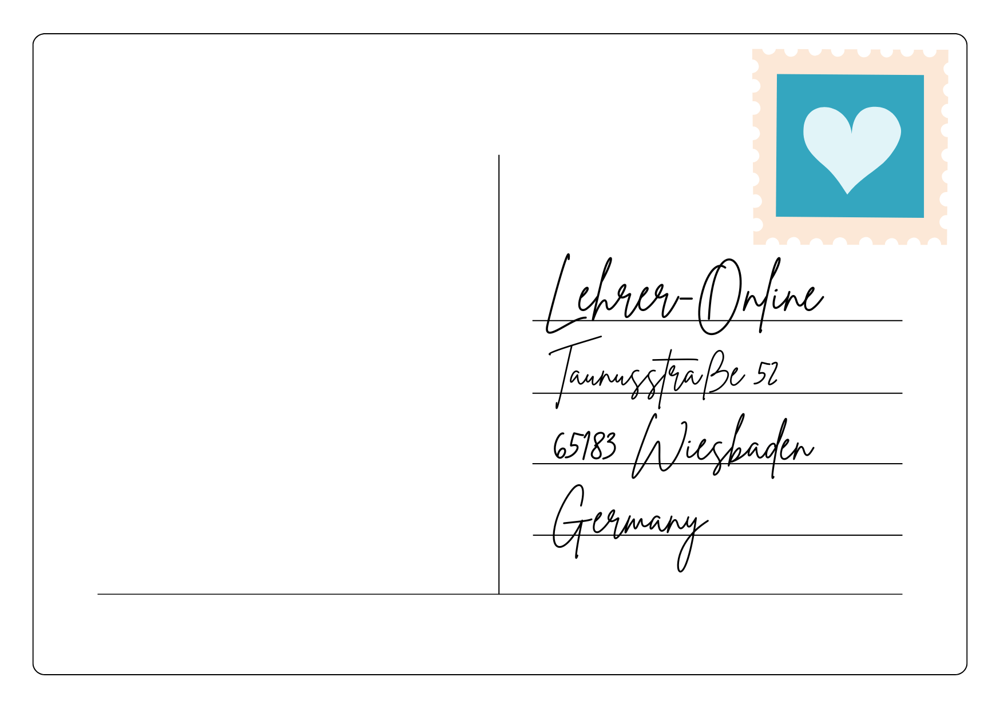 Lehrer-Online
Taunusstraße 52
65183 Wiesbaden
Germany